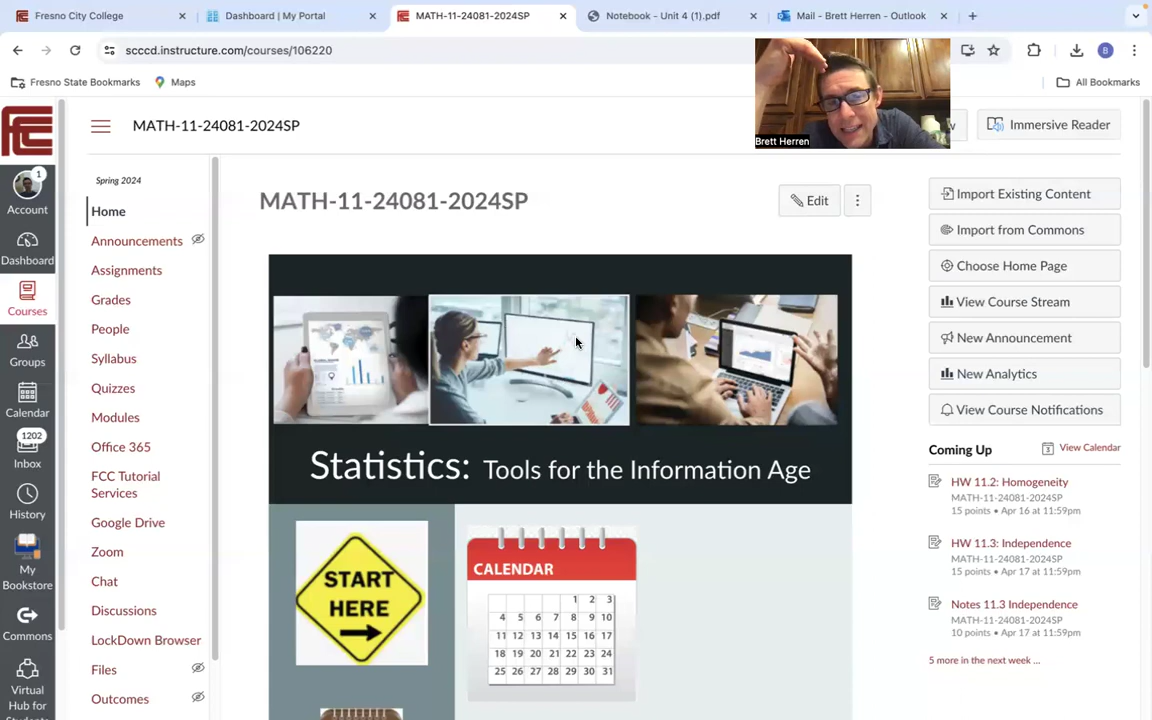 Fresno City College
Dashboard | My Portal
MATH-11-24081-2024SP
Notebook - Unit 4 (1).pdf
Mail - Brett Herren - Outlook
scccd.instructure.com/courses/106220
B
Fresno State Bookmarks
Maps
All Bookmarks
MATH-11-24081-2024SP
Immersive Reader
Brett Herren
1
Account
Dashboard
Courses
Groups
Calendar
1202
Inbox
History
My
Bookstore
Commons
Virtual
Hub for
Spring 2024
Home
Announcements
Assignments
Grades
People
Syllabus
Quizzes
Modules
Office 365
FCC Tutorial
Services
Google Drive
Zoom
Chat
Discussions
LockDown Browser
Files
Outcomes
MATH-11-24081-2024SP
Edit
Statistics: Tools for the Information Age
START
HERE
CALENDAR
1 2 3
4 5 6 7 8 9 10
11 12 13 14 15 16 17
18 19 20 21 22 23 24
25 26 27 28 29 30 31
Import Existing Content
Import from Commons
Choose Home Page
View Course Stream
New Announcement
New Analytics
View Course Notifications
Coming Up
3
View Calendar
HW 11.2: Homogeneity
MATH-11-24081-2024SP
15 points • Apr 16 at 11:59pm
HW 11.3: Independence
MATH-11-24081-2024SP
15 points • Apr 17 at 11:59pm
Notes 11.3 Independence
MATH-11-24081-2024SP
10 points • Apr 17 at 11:59pm
5 more in the next week ...